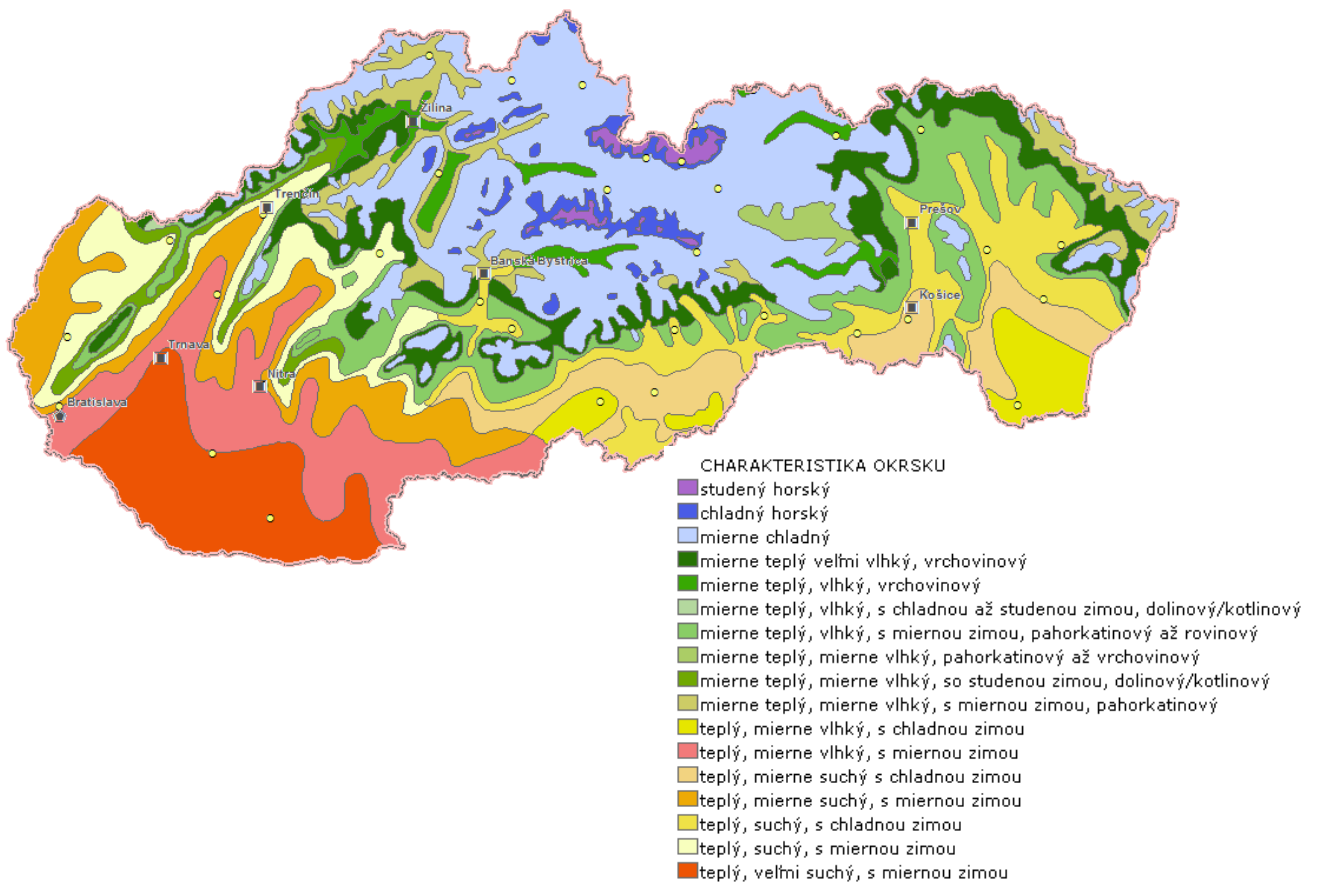 Žilina
Trenčín
Prešov
Banská Bystrica
Košice
Trnava
Nitra
Bratislava
CHARAKTERISTIKA OKRSKU
studený horský
chladný horský
mierne chladný
mierne teplý veľmi vlhký, vrchovinový
mierne teplý, vlhký, vrchovinový
mierne teplý, vlhký, s chladnou až studenou zimou, dolinový/kotlinový
mierne teplý, vlhký, s miernou zimou, pahorkatinový až rovinový
mierne teplý, mierne vlhký, pahorkatinový až vrchovinový
mierne teplý, mierne vlhký, so studenou zimou, dolinový/kotlinový
mierne teplý, mierne vlhký, s miernou zimou, pahorkatinový
teplý, mierne vlhký, s chladnou zimou
teplý, mierne vlhký, s miernou zimou
teplý, mierne suchý s chladnou zimou
teplý, mierne suchý, s miernou zimou
teplý, suchý, s chladnou zimou
teplý, suchý, s miernou zimou
teplý, veľmi suchý, s miernou zimou